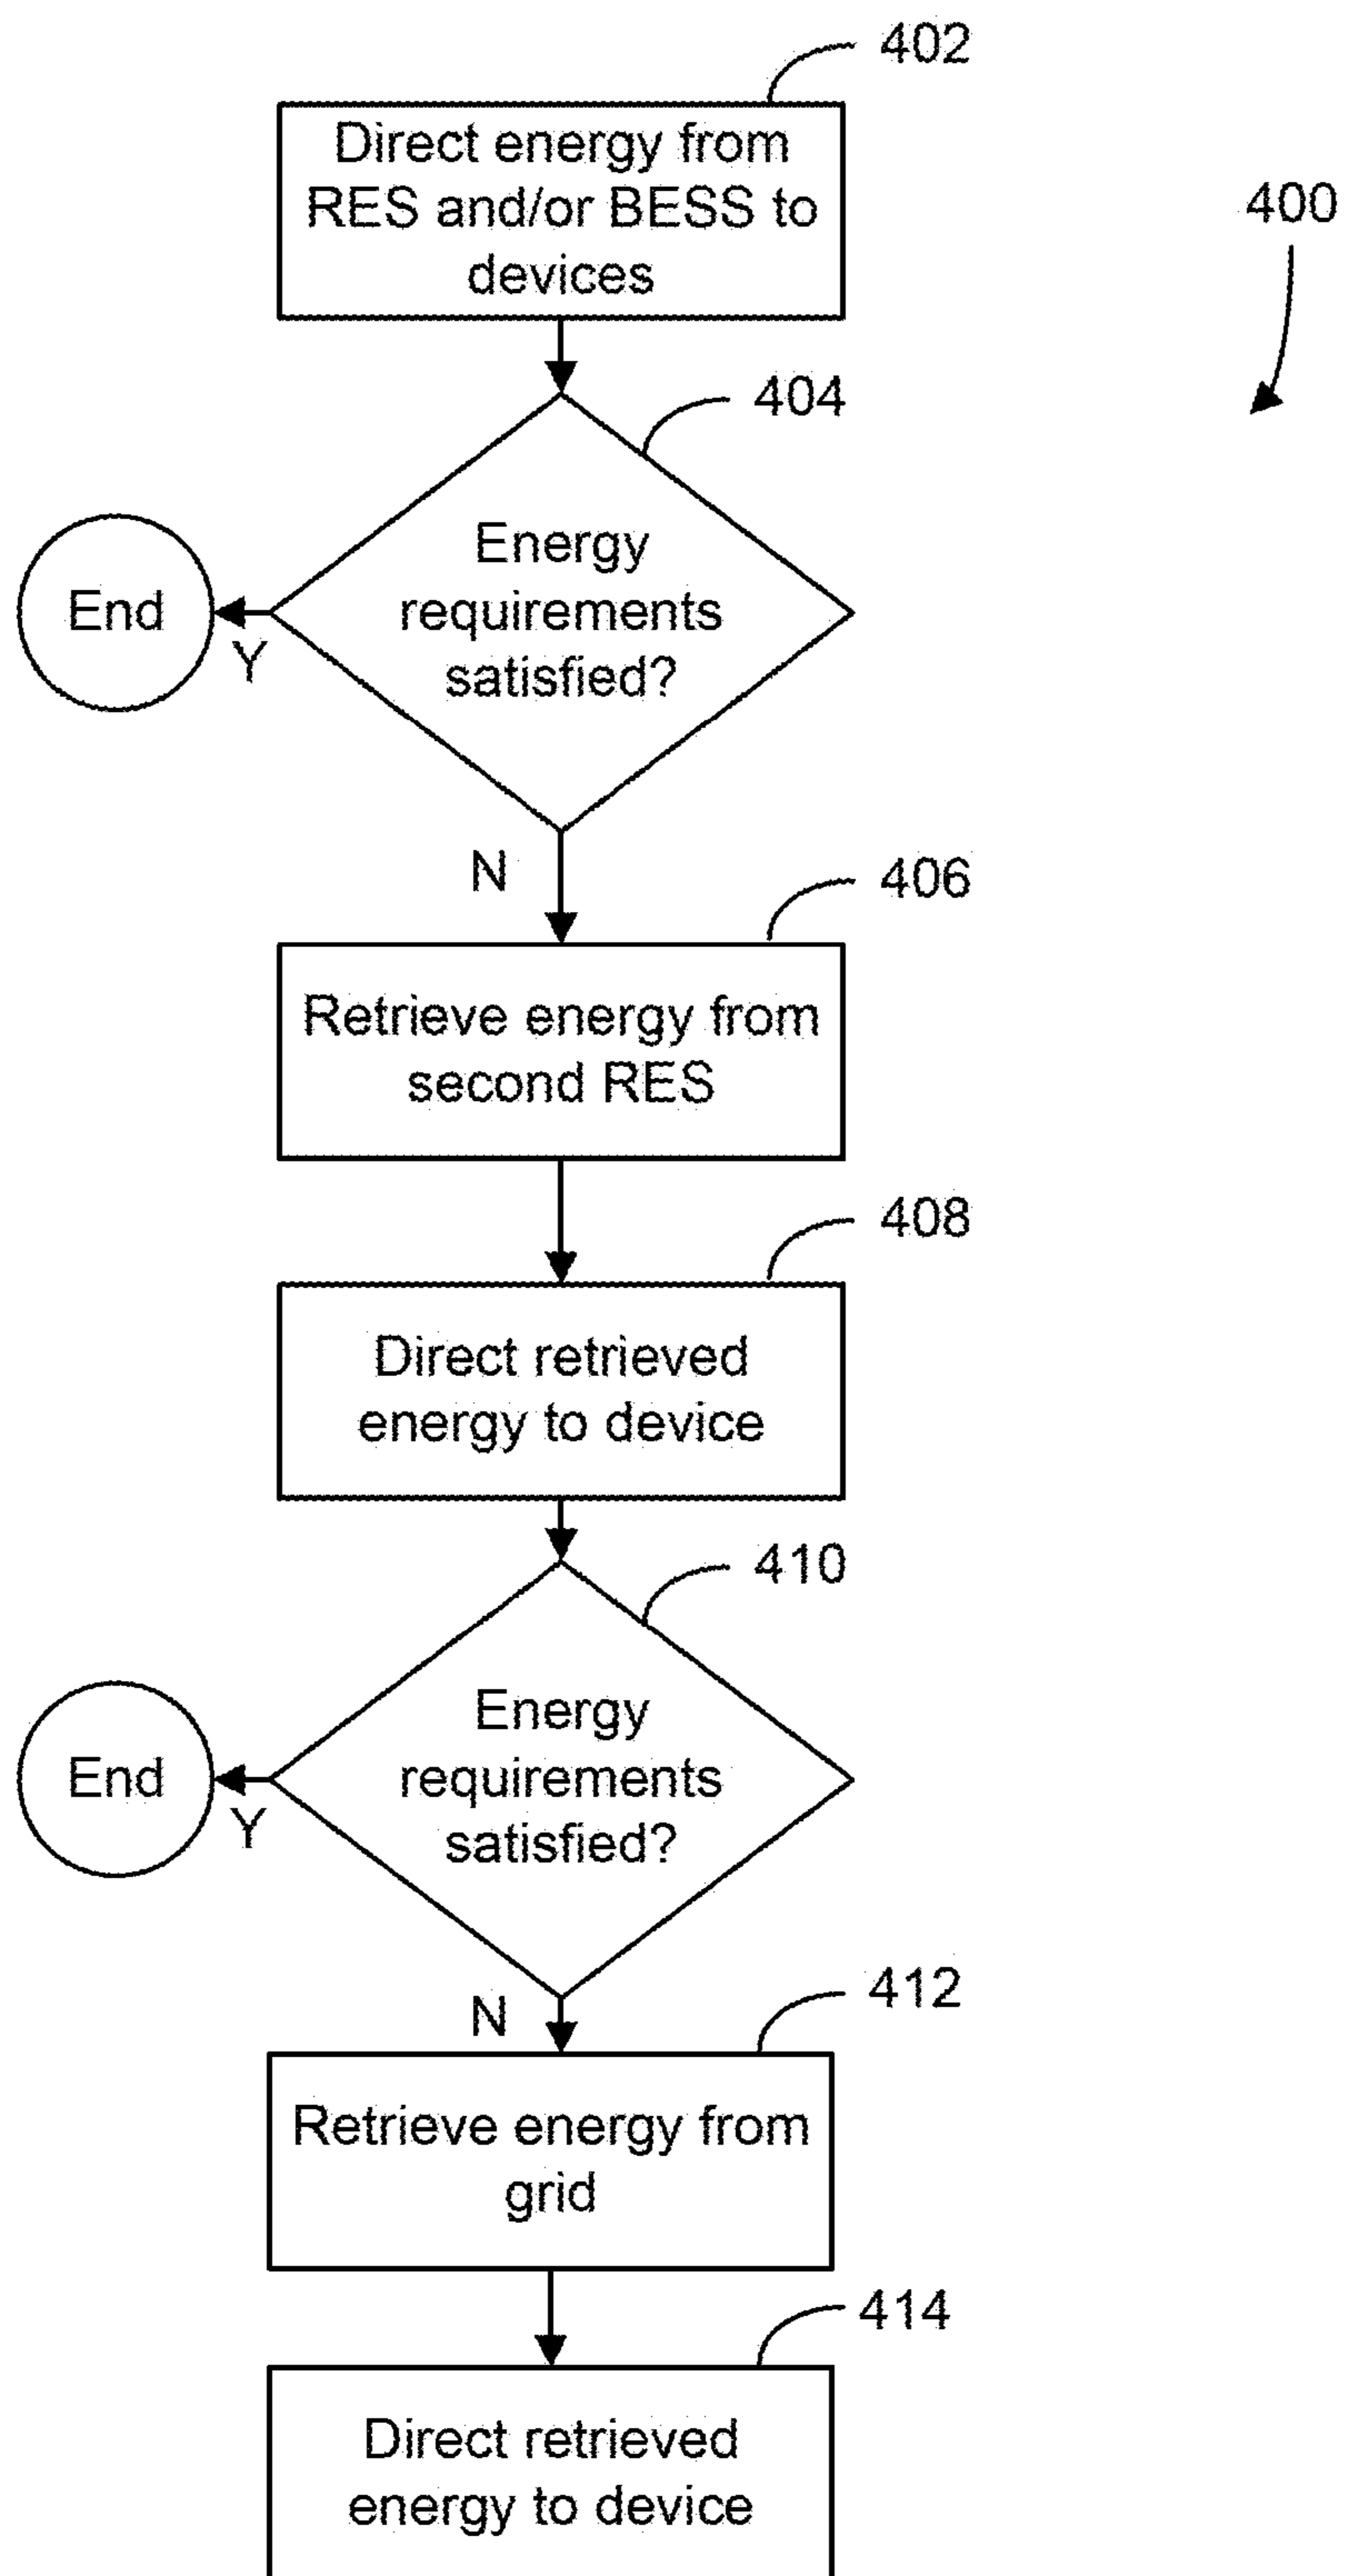 402
Direct energy from
RES and/or BESS to
devices
400
404
Energy
requirements
satisfied?
End
Y
N
406
Retrieve energy from
second RES
408
Direct retrieved
energy to device
410
Energy
requirements
satisfied?
End
Y
N
412
Retrieve energy from
grid
414
Direct retrieved
energy to device